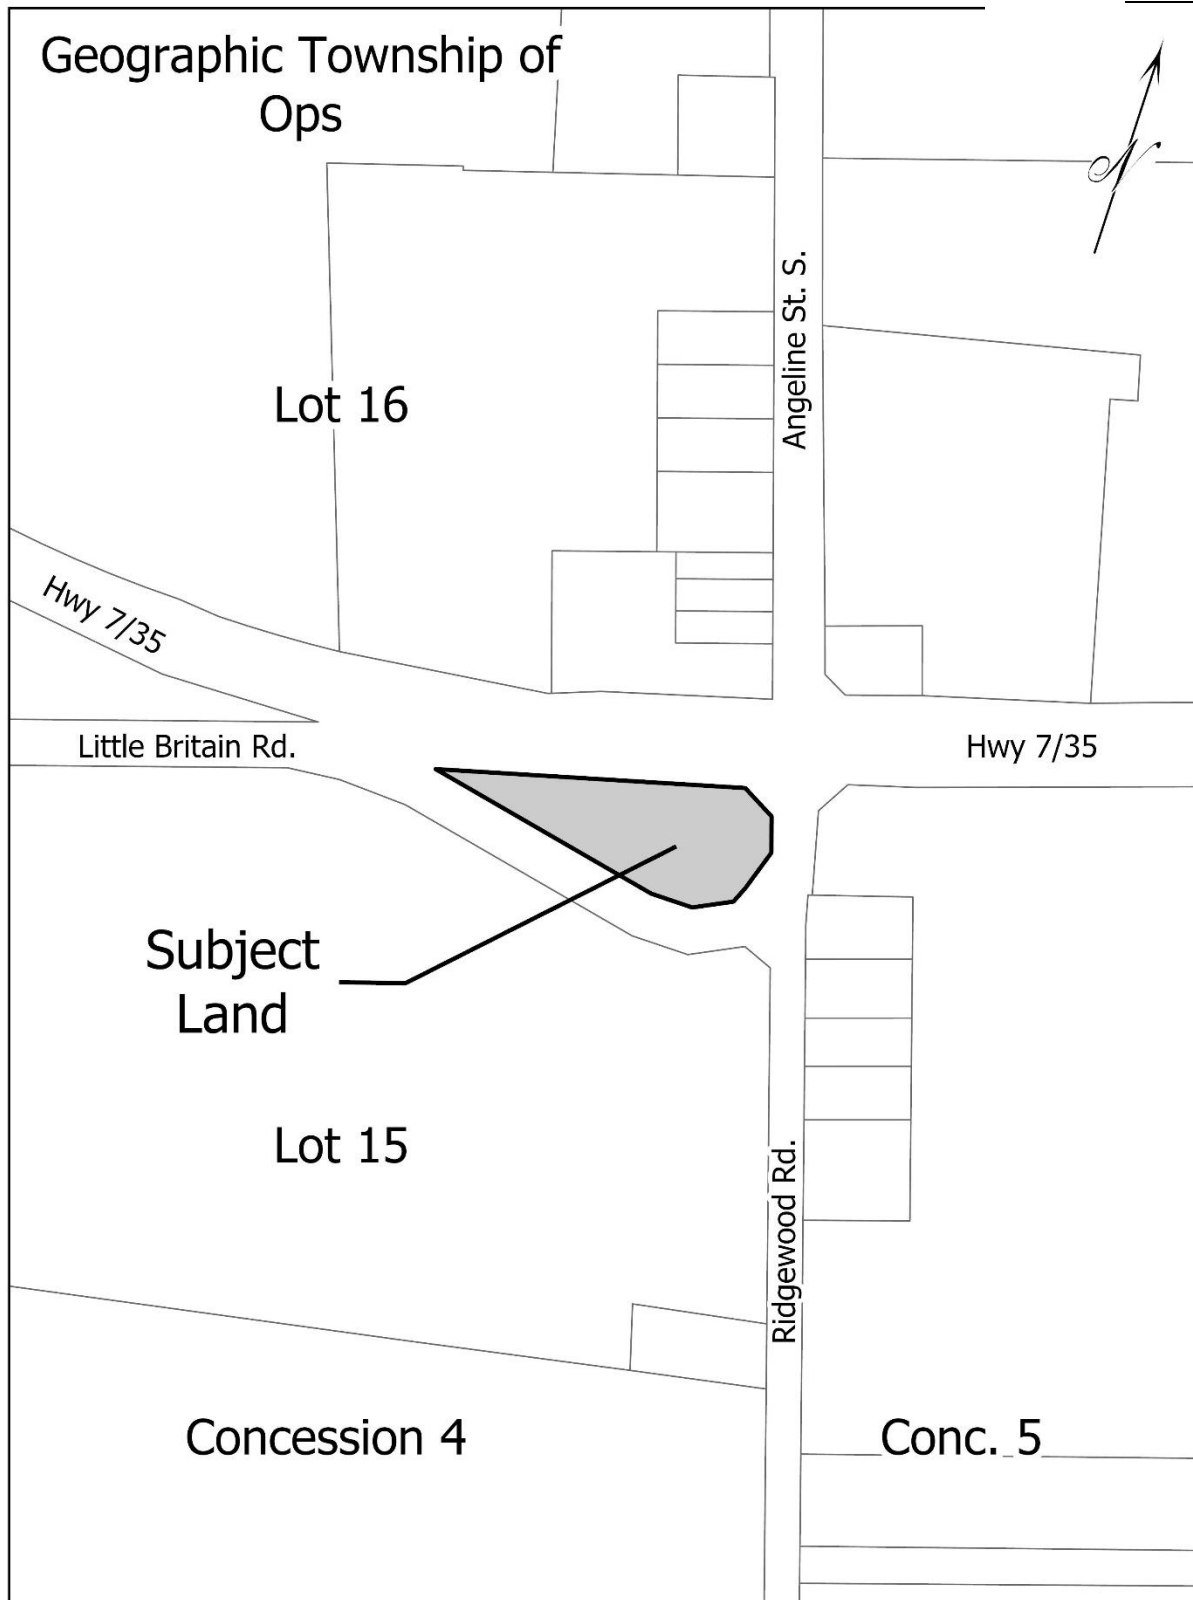 Geographic Township of
Ops
N
Angeline St. S.
Lot 16
Hwy 7/35
Little Britain Rd.
Hwy 7/35
Subject
Land
Lot 15
Ridgewood Rd.
Concession 4
Conc. 5